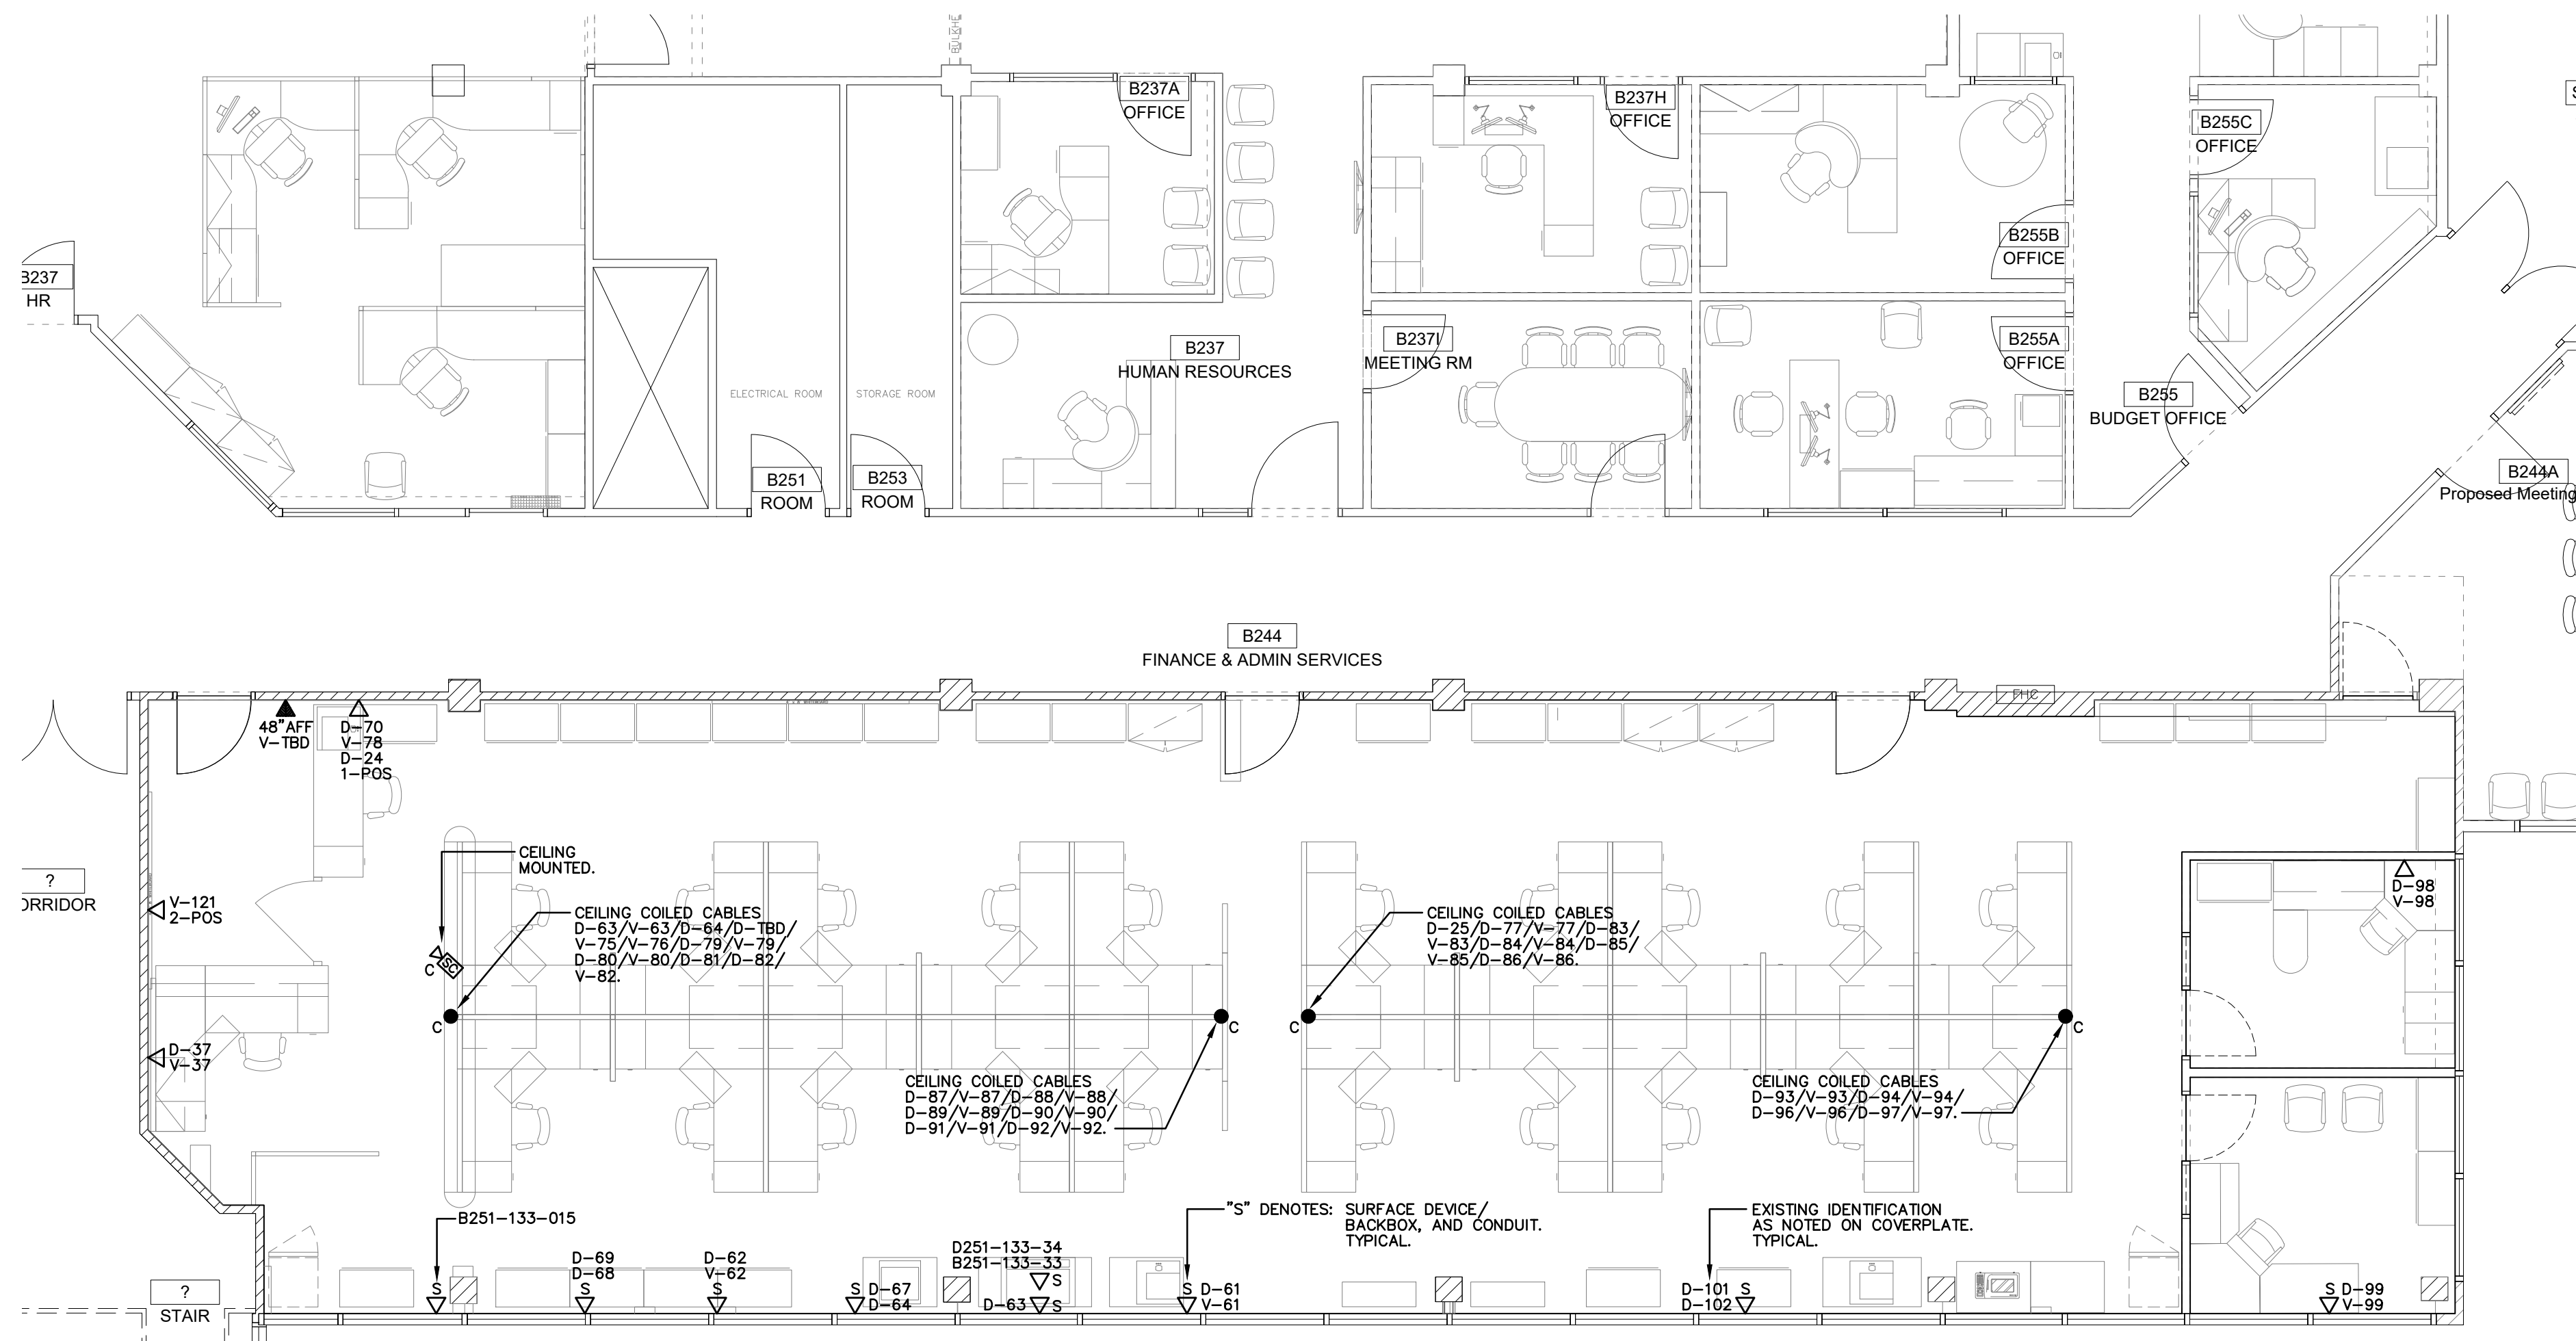 BULKHE
B237A
OFFICE
B237H
OFFICE
B255C
OFFICE
B255B
OFFICE
B237
HR
B237
HUMAN RESOURCES
B237I
MEETING RM
B255A
OFFICE
ELECTRICAL ROOM
STORAGE ROOM
B255
BUDGET OFFICE
B251
ROOM
B253
ROOM
B244A
Proposed Meeting
B244
FINANCE & ADMIN SERVICES
FHC
48"AFF
V-TBD
D-70
V-78
D-24
1-POS
CEILING
MOUNTED.
?
ORRIDOR
V-121
2-POS
CEILING COILED CABLES
D-63/V-63/D-64/D-TBD/
V-75/V-76/D-79/V-79/
D-80/V-80/D-81/D-82/
V-82.
CEILING COILED CABLES
D-25/D-77/V-77/D-83/
V-83/D-84/V-84/D-85/
V-85/D-86/V-86.
D-98
V-98
SC
C
C
C
C
C
D-37
V-37
CEILING COILED CABLES
D-87/V-87/D-88/V-88/
D-89/V-89/D-90/V-90/
D-91/V-91/D-92/V-92.
CEILING COILED CABLES
D-93/V-93/D-94/V-94/
D-96/V-96/D-97/V-97.
B251-133-015
"S" DENOTES: SURFACE DEVICE/
BACKBOX, AND CONDUIT.
TYPICAL.
EXISTING IDENTIFICATION
AS NOTED ON COVERPLATE.
TYPICAL.
?
STAIR
S
D-69
D-68
S
D-62
V-62
S
S D-67
D-64
D251-133-34
B251-133-33
S
D-63 S
S D-61
V-61
D-101 S
D-102
S D-99
V-99